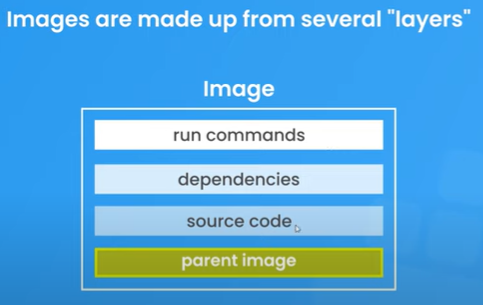 Images are made up from several "layers"
Image
run commands
dependencies
source code
parent image